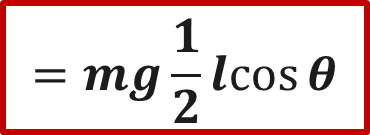 = mg 1/2 l cos θ